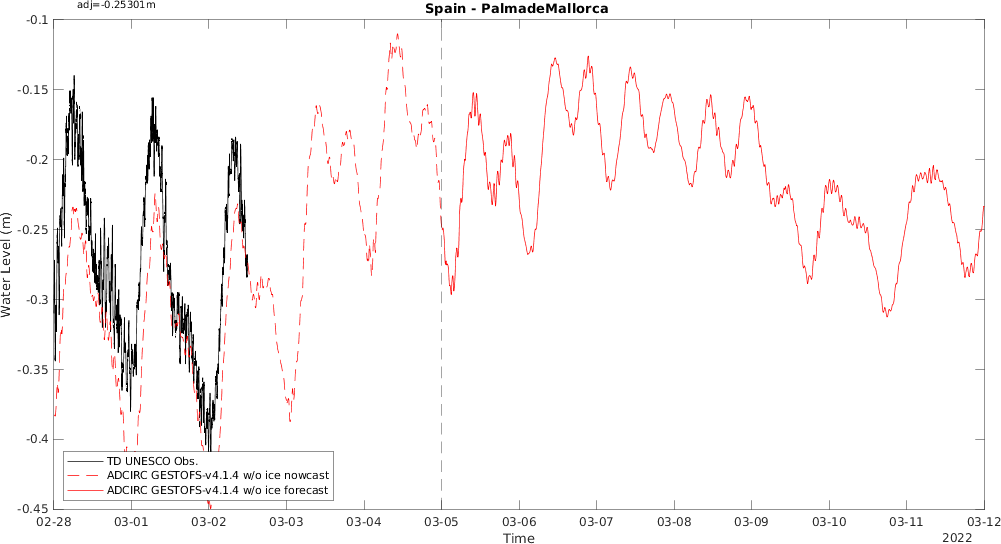 adj=-0.25301m
Spain - PalmadeMallorca
Water Level (m)
-0.1
-0.15
-0.2
-0.25
-0.3
-0.35
-0.4
-0.45
TD UNESCO Obs.
ADCIRC GESTOFS-v4.1.4 w/o ice nowcast
ADCIRC GESTOFS-v4.1.4 w/o ice forecast
02-28 03-01 03-02 03-03 03-04 03-05 03-06 03-07 03-08 03-09 03-10 03-11 03-12
Time
2022